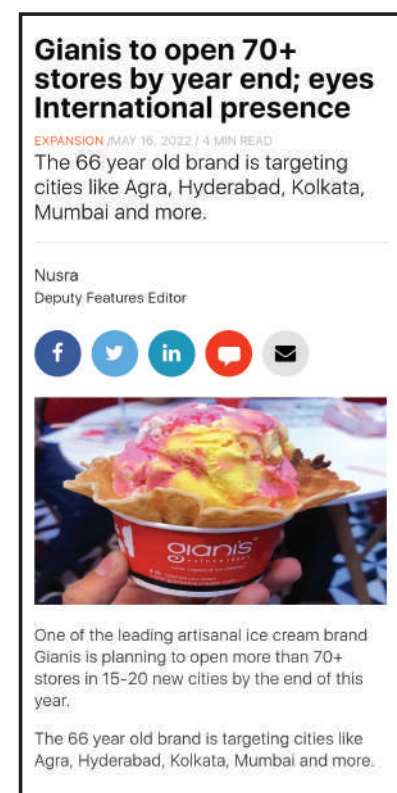 Gianis to open 70+
stores by year end; eyes
International presence
EXPANSION /MAY 16, 2022 / 4 MIN READ
The 66 year old brand is targeting
cities like Agra, Hyderabad, Kolkata,
Mumbai and more.
Nusra
Deputy Features Editor
f
in
giani's
One of the leading artisanal ice cream brand
Gianis is planning to open more than 70+
stores in 15-20 new cities by the end of this
year.
The 66 year old brand is targeting cities like
Agra, Hyderabad, Kolkata, Mumbai and more.